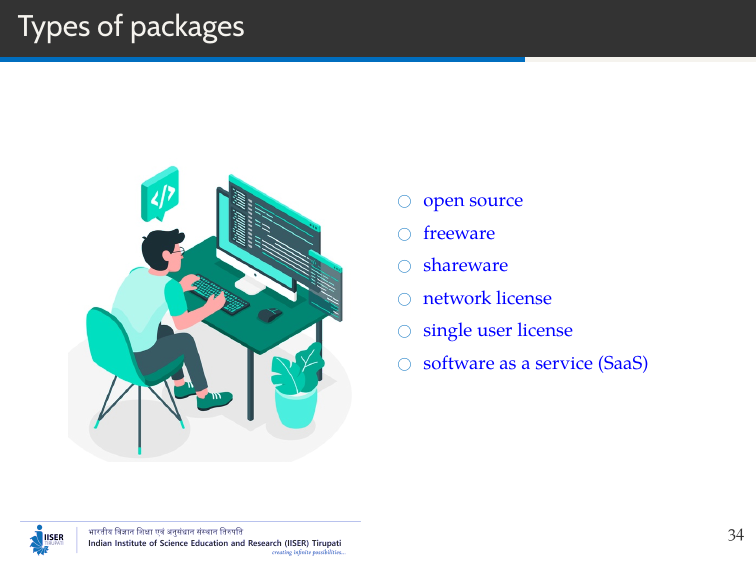 Types of packages
</>
open source
freeware
shareware
network license
single user license
software as a service (SaaS)
IISER
TIRUPATI
भारतीय विज्ञान शिक्षा एवं अनुसंधान संस्थान तिरुपति
Indian Institute of Science Education and Research (IISER) Tirupati
creating infinite possibilities...
34